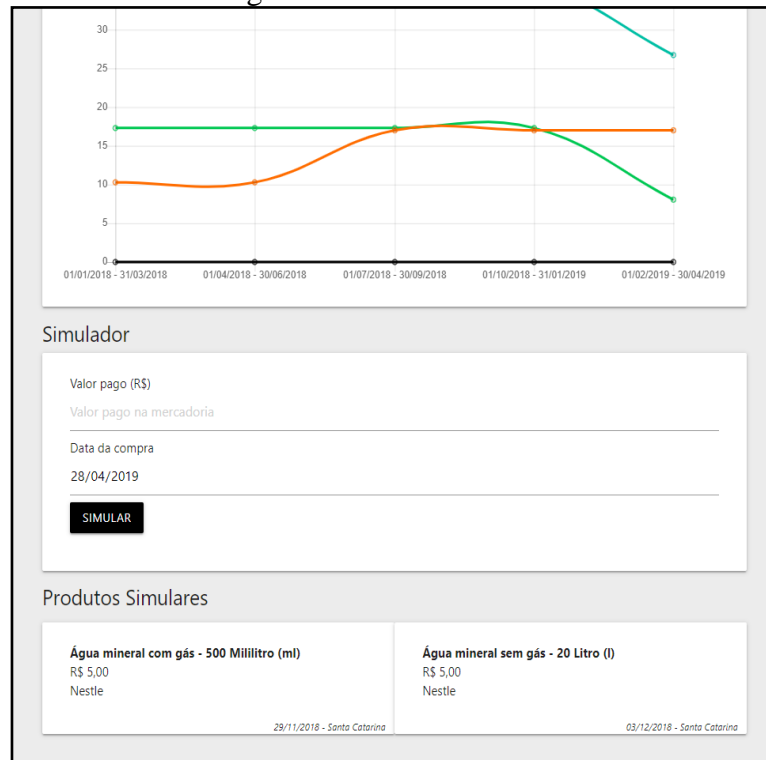 30
25
20
15
10
5
0
01/01/2018 - 31/03/2018 01/04/2018 - 30/06/2018 01/07/2018 - 30/09/2018 01/10/2018 - 31/01/2019 01/02/2019 - 30/04/2019
Simulador
Valor pago (R$)
Valor pago na mercadoria
Data da compra
28/04/2019
SIMULAR
Produtos Simulares
Água mineral com gás - 500 Mililitro (ml)
R$ 5,00
Nestle
29/11/2018 - Santa Catarina
Água mineral sem gás - 20 Litro (l)
R$ 5,00
Nestle
03/12/2018 - Santa Catarina